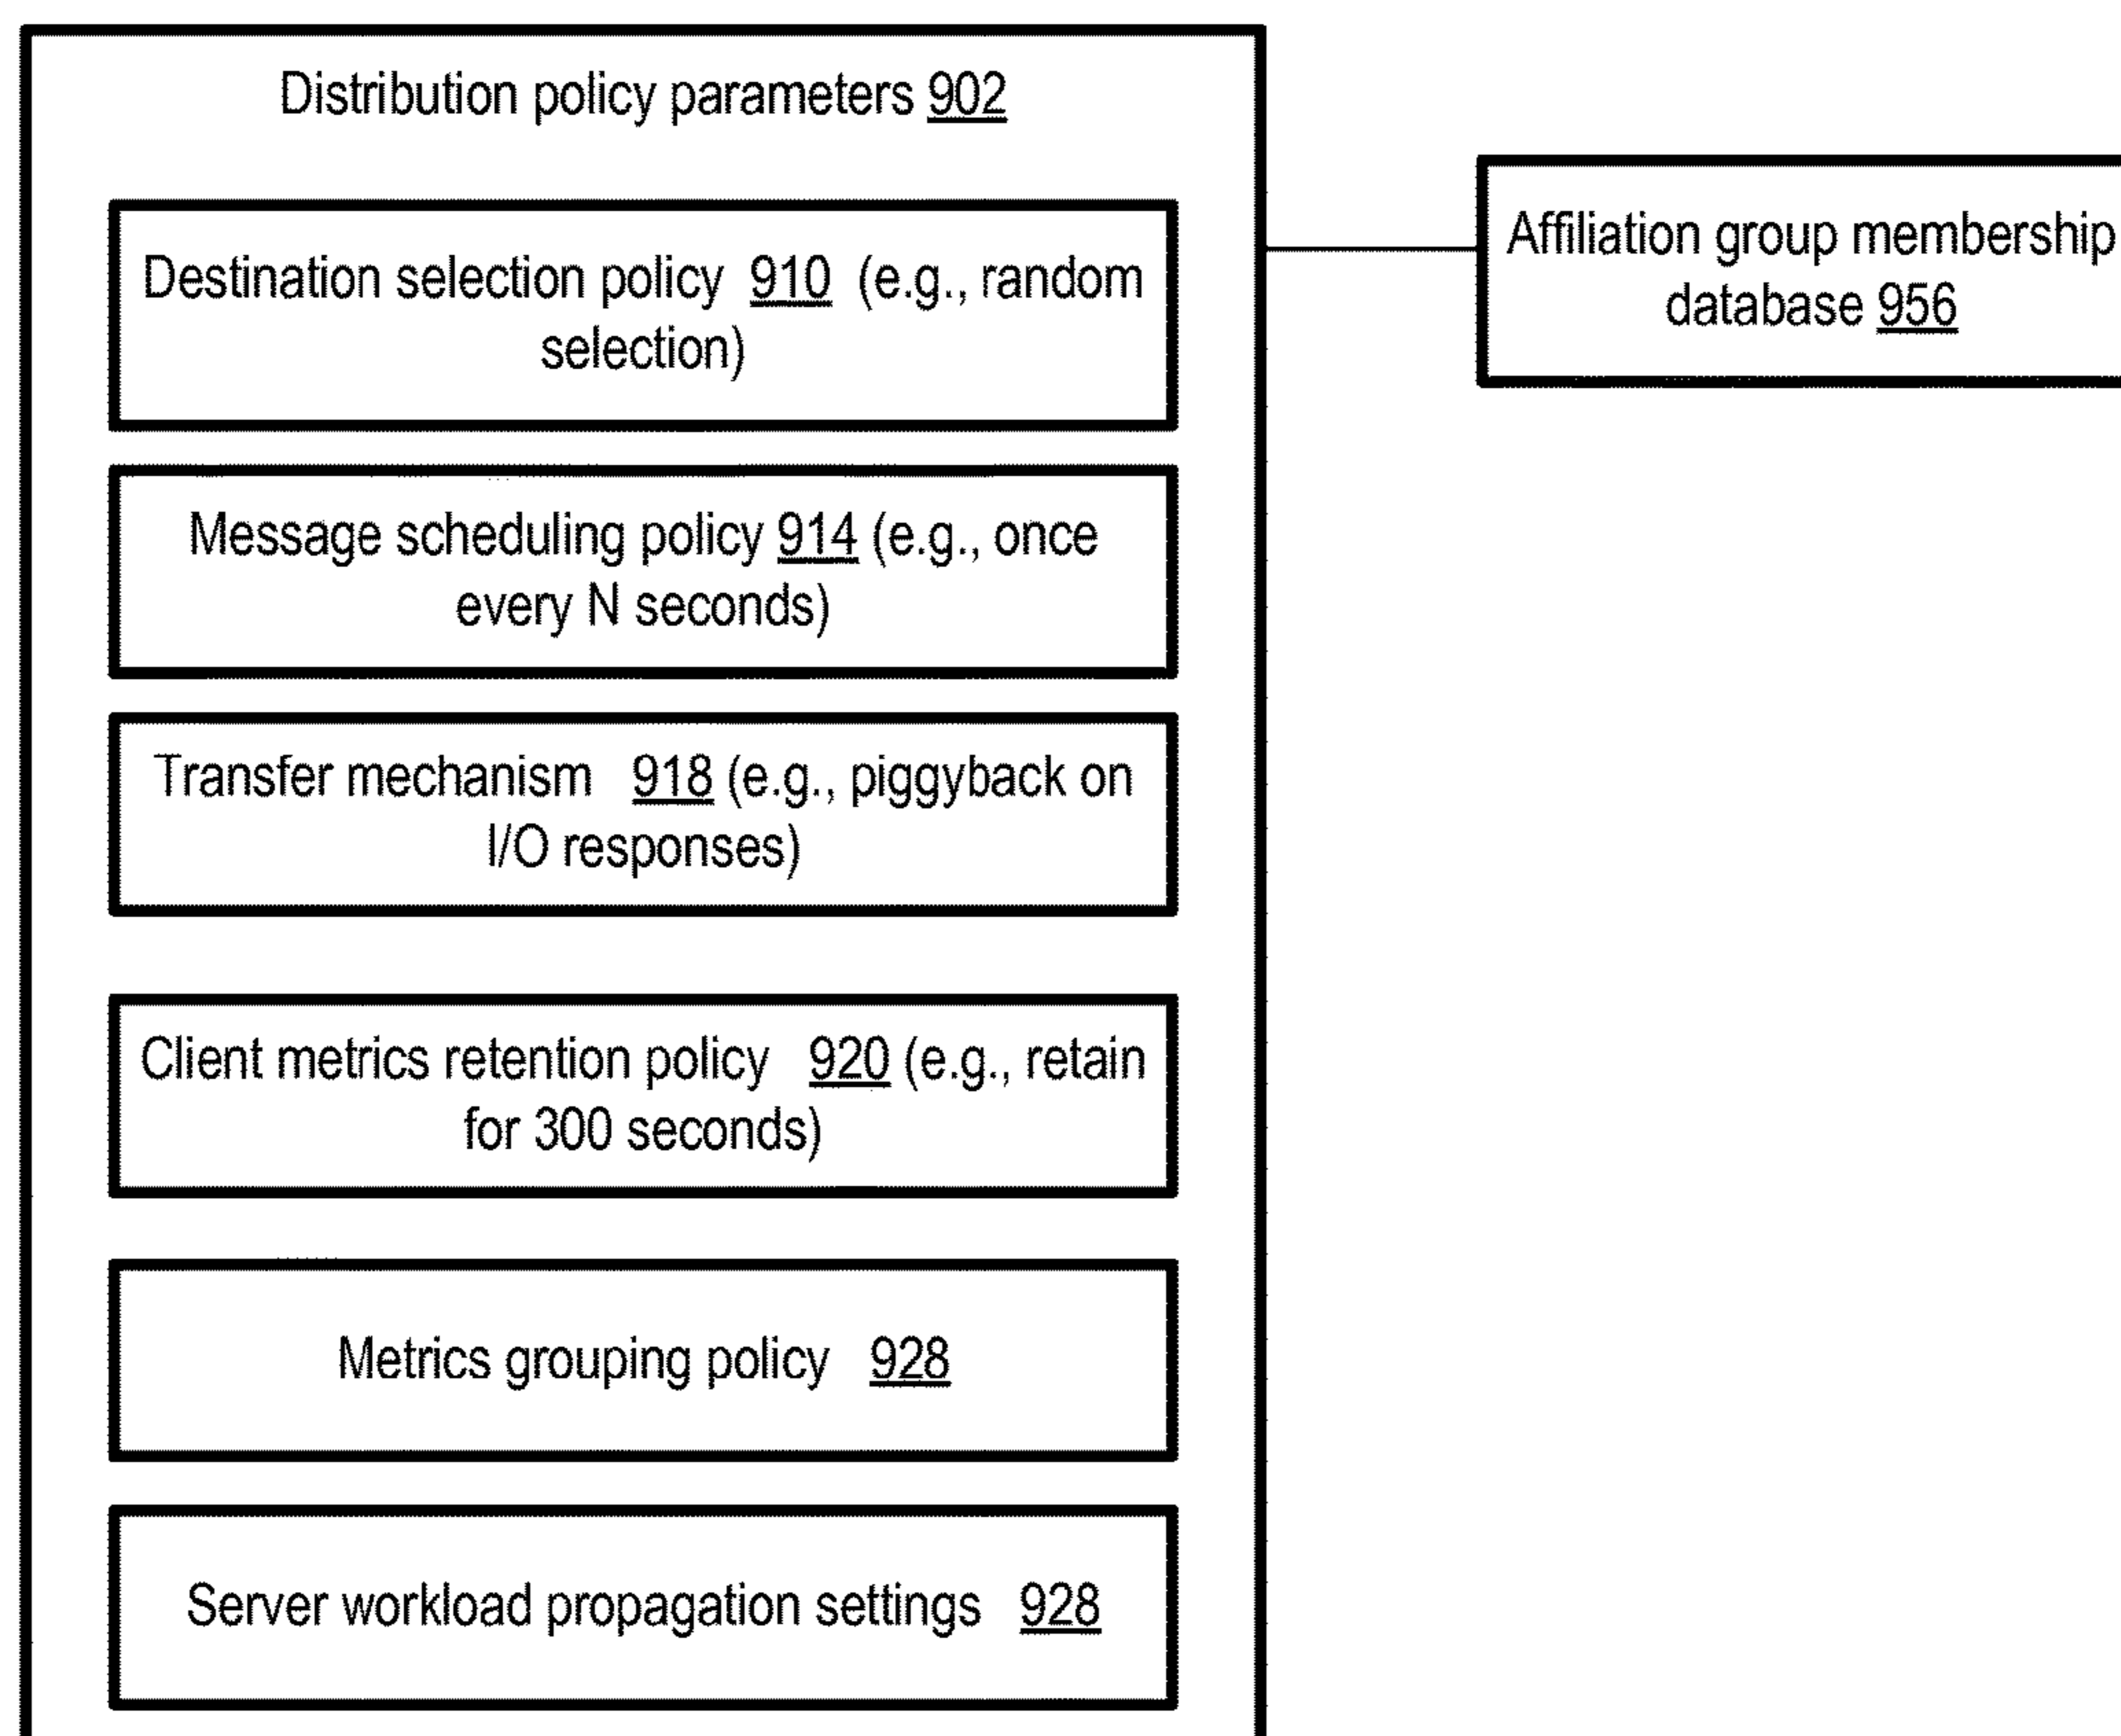 Distribution policy parameters 902
Destination selection policy 910 (e.g., random
selection)
Message scheduling policy 914 (e.g., once
every N seconds)
Transfer mechanism 918 (e.g., piggyback on
I/O responses)
Client metrics retention policy 920 (e.g., retain
for 300 seconds)
Metrics grouping policy 928
Server workload propagation settings 928
Affiliation group membership
database 956